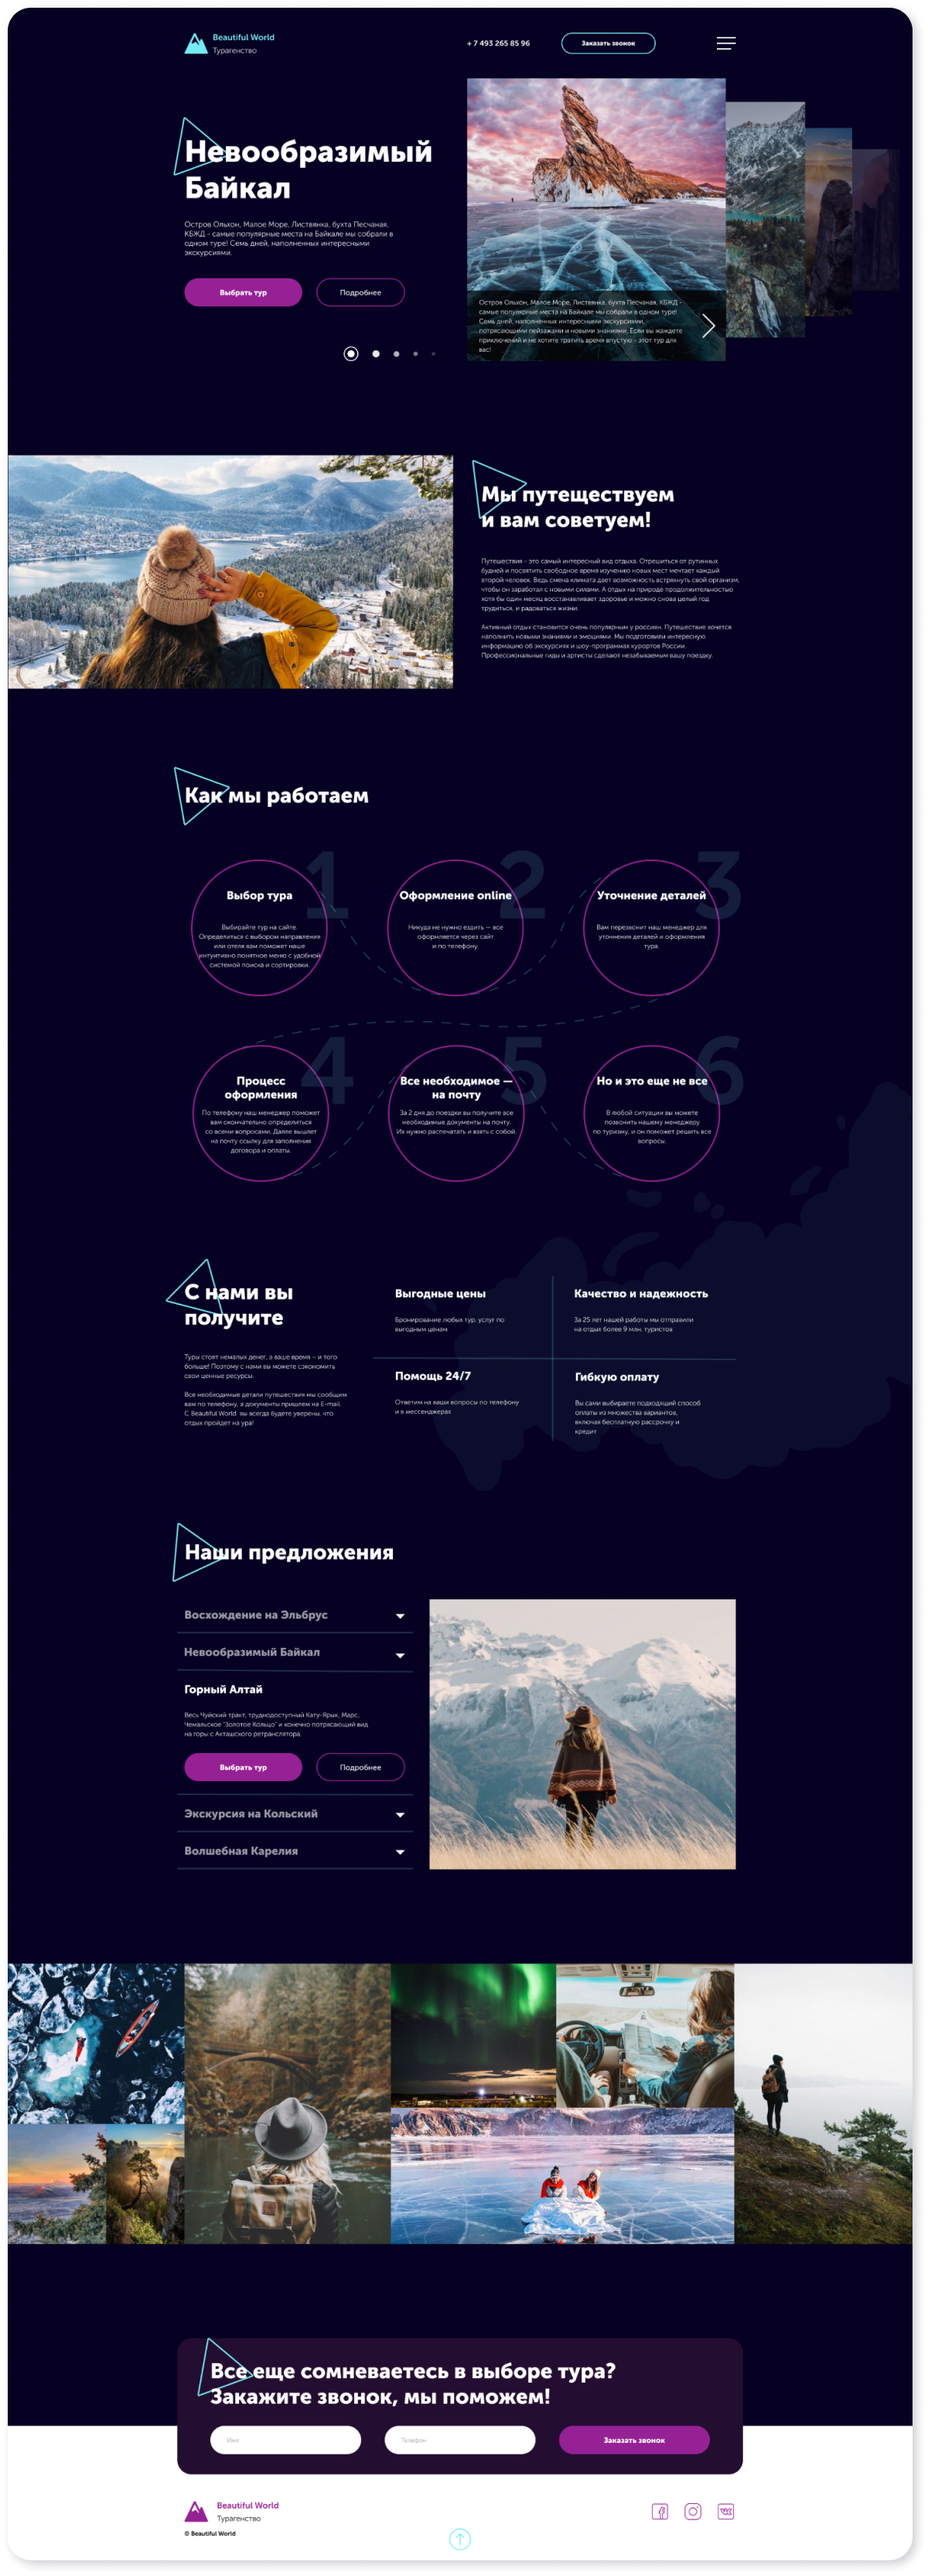 Beautiful World
Турагенство
+ 7 493 265 85 96
Заказать звонок
Невообразимый
Байкал
Остров Ольхон, Малое Море, Листвянка, бухта Песчаная,
КБЖД - самые популярные места на Байкале мы собрали в
одном туре! Семь дней, наполненных интересными
экскурсиями.
Выбрать тур
Подробнее
Остров Ольхон, Малое Море, Листвянка, бухта Песчаная, КБЖД -
самые популярные места на Байкале мы собрали в одном туре!
Семь дней, наполненных интересными экскурсиями,
потрясающими пейзажами и новыми знаниями. Если вы жаждете
приключений и не хотите тратить время впустую - этот тур для
вас!
Мы путешествуем
и вам советуем!
Путешествия - это самый интересный вид отдыха. Отрешиться от рутинных
будней и посвятить свободное время изучению новых мест мечтает каждый
второй человек. Ведь смена климата дает возможность встряхнуть свой организм,
чтобы он заработал с новыми силами. А отдых на природе продолжительностью
хотя бы один месяц восстанавливает здоровье и можно снова целый год
трудиться, и радоваться жизни.
Активный отдых становится очень популярным у россиян. Путешествие хочется
наполнить новыми знаниями и эмоциями. Мы подготовили интересную
информацию об экскурсиях и шоу-программах курортов России.
Профессиональные гиды и артисты сделают незабываемым вашу поездку.
Как мы работаем
1
Выбор тура
Выбирайте тур на сайте.
Определиться с выбором направления
или отеля вам поможет наше
интуитивно понятное меню с удобной
системой поиска и сортировки.
2
Оформление online
Никуда не нужно ездить — все
оформляется через сайт
и по телефону.
3
Уточнение деталей
Вам перезвонит наш менеджер для
уточнения деталей и оформления
тура.
4
Процесс
оформления
По телефону наш менеджер поможет
вам окончательно определиться
со всеми вопросами. Далее вышлет
на почту ссылку для заполнения
договора и оплаты.
5
Все необходимое —
на почту
За 2 дня до поездки вы получите все
необходимые документы на почту.
Их нужно распечатать и взять с собой.
6
Но и это еще не все
В любой ситуации вы можете
позвонить нашему менеджеру
по туризму, и он поможет решить все
вопросы.
С нами вы
получите
Туры стоят немалых денег, а ваше время – и того
больше! Поэтому с нами вы можете сэкономить
свои ценные ресурсы.
Все необходимые детали путешествия мы сообщим
вам по телефону, а документы пришлем на E-mail.
С Beautiful World вы всегда будете уверены, что
отдых пройдет на ура!
Выгодные цены
Бронирование любых тур. услуг по
выгодным ценам
Качество и надежность
За 25 лет нашей работы мы отправили
на отдых более 9 млн. туристов
Помощь 24/7
Ответим на ваши вопросы по телефону
и в мессенджерах
Гибкую оплату
Вы сами выбираете подходящий способ
оплаты из множества вариантов,
включая бесплатную рассрочку и
кредит
Наши предложения
Восхождение на Эльбрус
Невообразимый Байкал
Горный Алтай
Весь Чуйский тракт, труднодоступный Кату-Ярык, Марс,
Чемальское "Золотое Кольцо" и конечно потрясающий вид
на горы с Акташского ретранслятора.
Выбрать тур
Подробнее
Экскурсия на Кольский
Волшебная Карелия
Все еще сомневаетесь в выборе тура?
Закажите звонок, мы поможем!
Имя
Телефон
Заказать звонок
Beautiful World
Турагенство
© Beautiful World